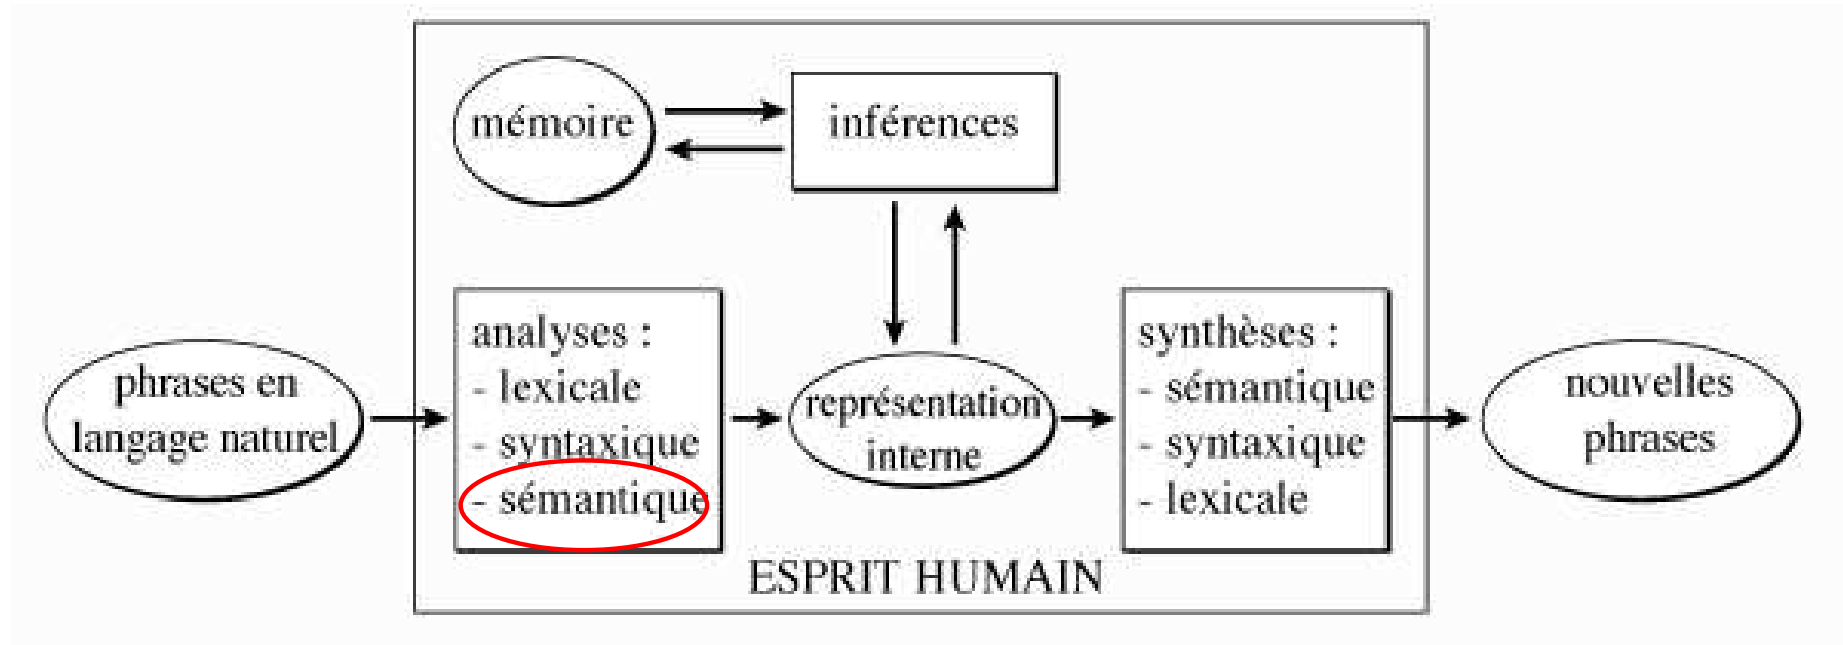 mémoire
inférences
phrases en
langage naturel
analyses :
- lexicale
- syntaxique
- sémantique
représentation
interne
synthèses :
- sémantique
- syntaxique
- lexicale
nouvelles
phrases
ESPRIT HUMAIN